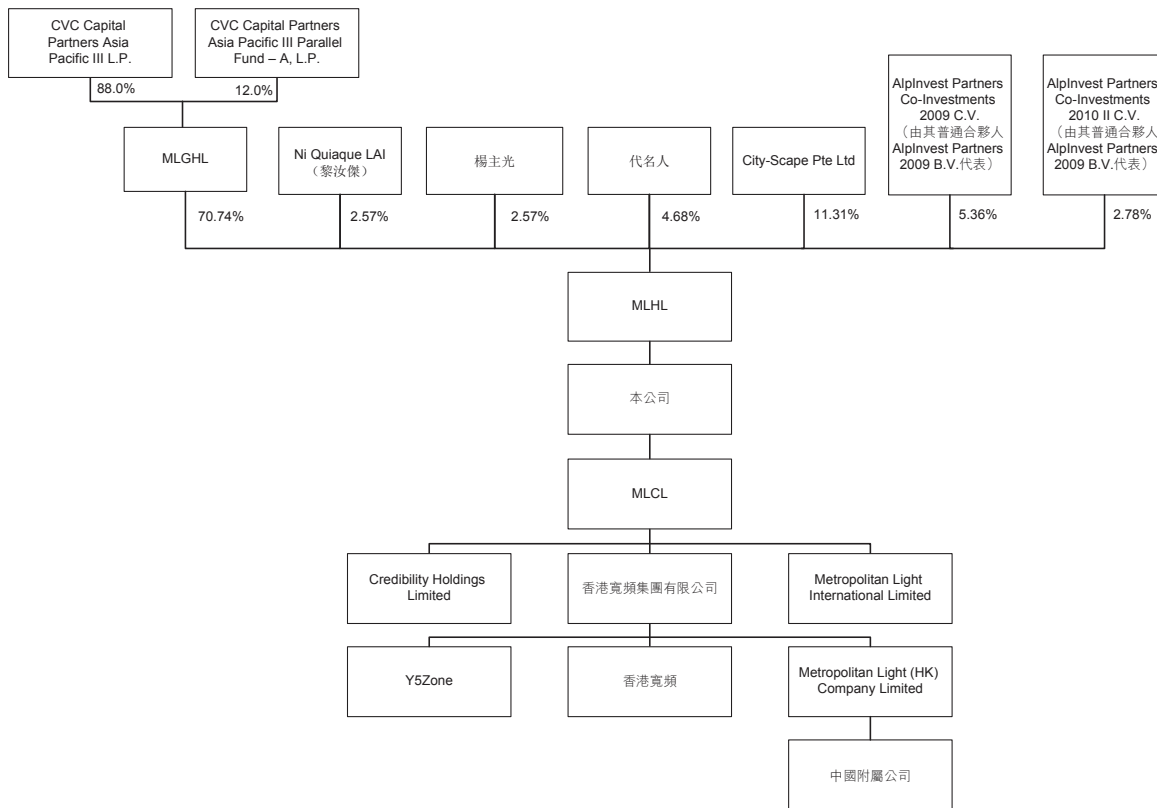 CVC Capital
Partners Asia
Pacific III L.P.
CVC Capital Partners
Asia Pacific III Parallel
Fund – A, L.P.
88.0%
12.0%
MLGHL
Ni Quiaque LAI
（黎汝傑）
楊主光
代名人
City-Scape Pte Ltd
AlpInvest Partners
Co-Investments
2009 C.V.
（由其普通合夥人
AlpInvest Partners
2009 B.V.代表）
AlpInvest Partners
Co-Investments
2010 II C.V.
（由其普通合夥人
AlpInvest Partners
2009 B.V.代表）
70.74%
2.57%
2.57%
4.68%
11.31%
5.36%
2.78%
MLHL
本公司
MLCL
Credibility Holdings
Limited
香港寬頻集團有限公司
Metropolitan Light
International Limited
Y5Zone
香港寬頻
Metropolitan Light (HK)
Company Limited
中國附屬公司